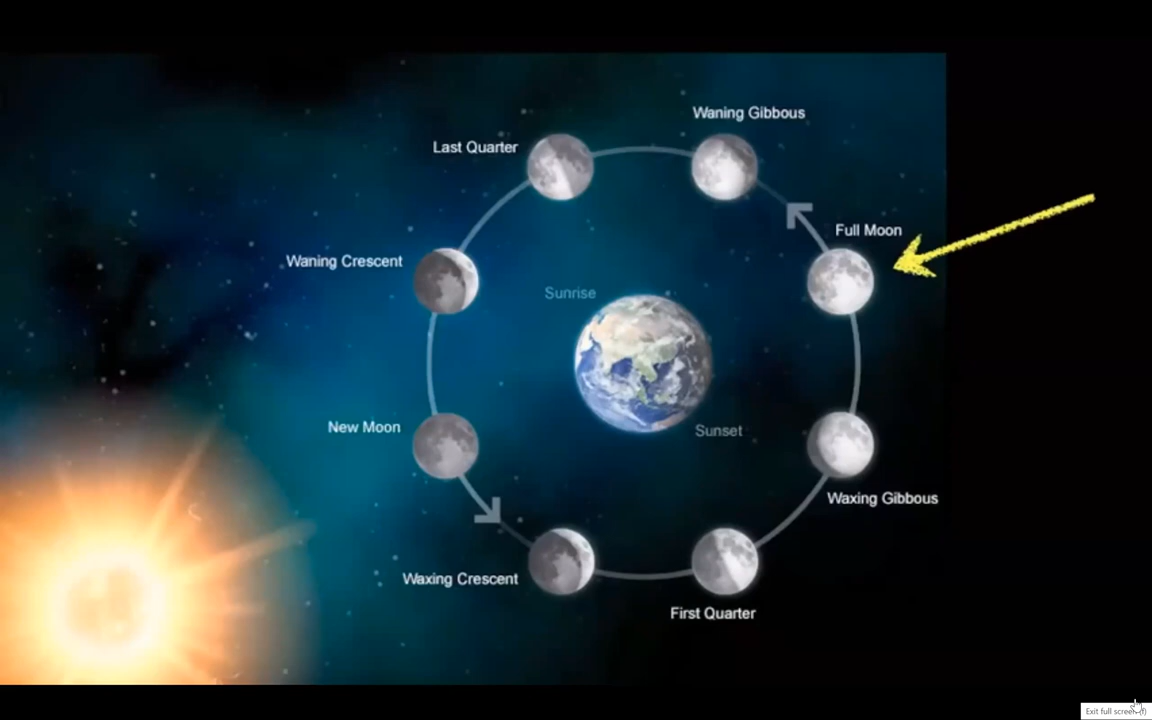 Waning Gibbous
Last Quarter
Full Moon
Waning Crescent
Sunrise
New Moon
Sunset
Waxing Gibbous
Waxing Crescent
First Quarter
Exit full screen (f)